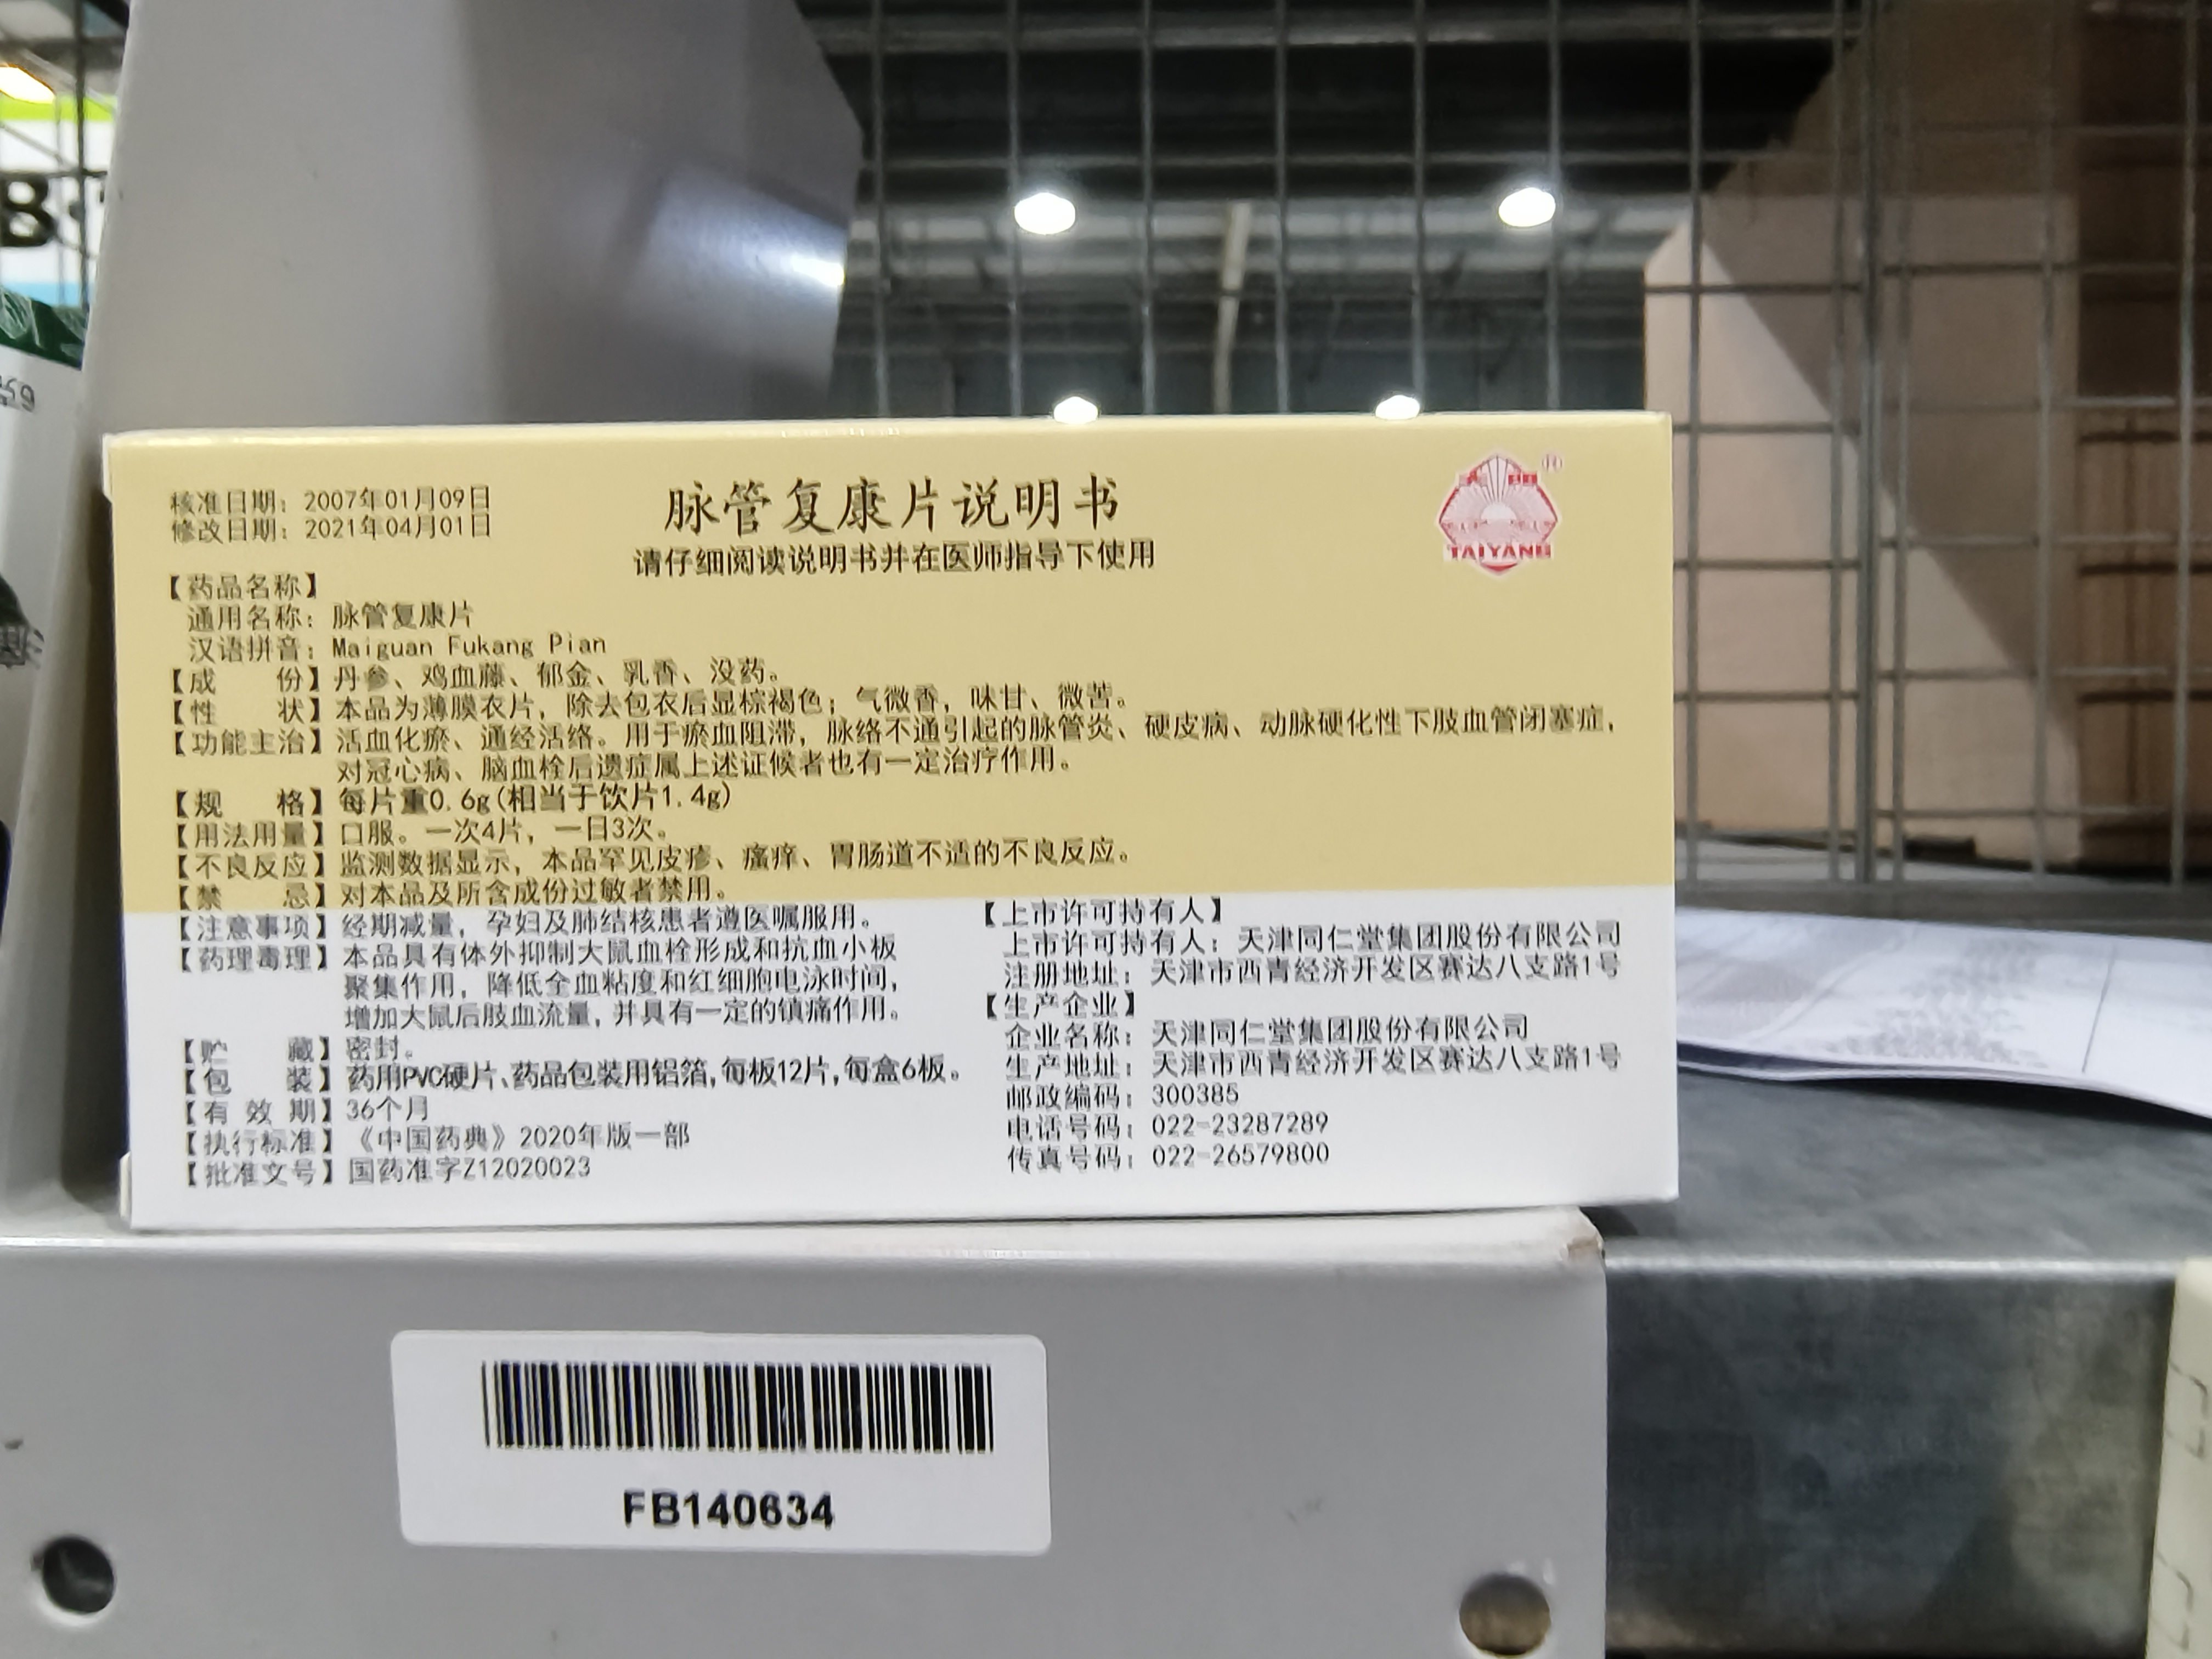 核准日期：2007年01月09日
修改日期：2021年04月01日
脉管复康片说明书
请仔细阅读说明书并在医师指导下使用
太阳
TAIYANG
【药品名称】
通用名称：脉管复康片
汉语拼音：Maiguan Fukang Pian
【成 份】丹参、鸡血藤、郁金、乳香、没药。
【性 状】本品为薄膜衣片，除去包衣后显棕褐色；气微香，味甘、微苦。
【功能主治】活血化瘀、通经活络。用于瘀血阻滞，脉络不通引起的脉管炎、硬皮病、动脉硬化性下肢血管闭塞症，
对冠心病、脑血栓后遗症属上述证候者也有一定治疗作用。
【规 格】每片重0.6g(相当于饮片1.4g)
【用法用量】口服。一次4片，一日3次。
【不良反应】监测数据显示，本品罕见皮疹、瘙痒、胃肠道不适的不良反应。
【禁 忌】对本品及所含成份过敏者禁用。
【注意事项】经期减量，孕妇及肺结核患者遵医嘱服用。
【药理毒理】本品具有体外抑制大鼠血栓形成和抗血小板
聚集作用，降低全血粘度和红细胞电泳时间，
增加大鼠后肢血流量，并具有一定的镇痛作用。
【贮 藏】密封。
【包 装】药用PVC硬片、药品包装用铝箔，每板12片，每盒6板。
【有 效 期】36个月
【执行标准】《中国药典》2020年版一部
【批准文号】国药准字Z12020023
【上市许可持有人】
上市许可持有人：天津同仁堂集团股份有限公司
注册地址：天津市西青经济开发区赛达八支路1号
【生产企业】
企业名称：天津同仁堂集团股份有限公司
生产地址：天津市西青经济开发区赛达八支路1号
邮政编码：300385
电话号码：022-23287289
传真号码：022-26579800
FB140634